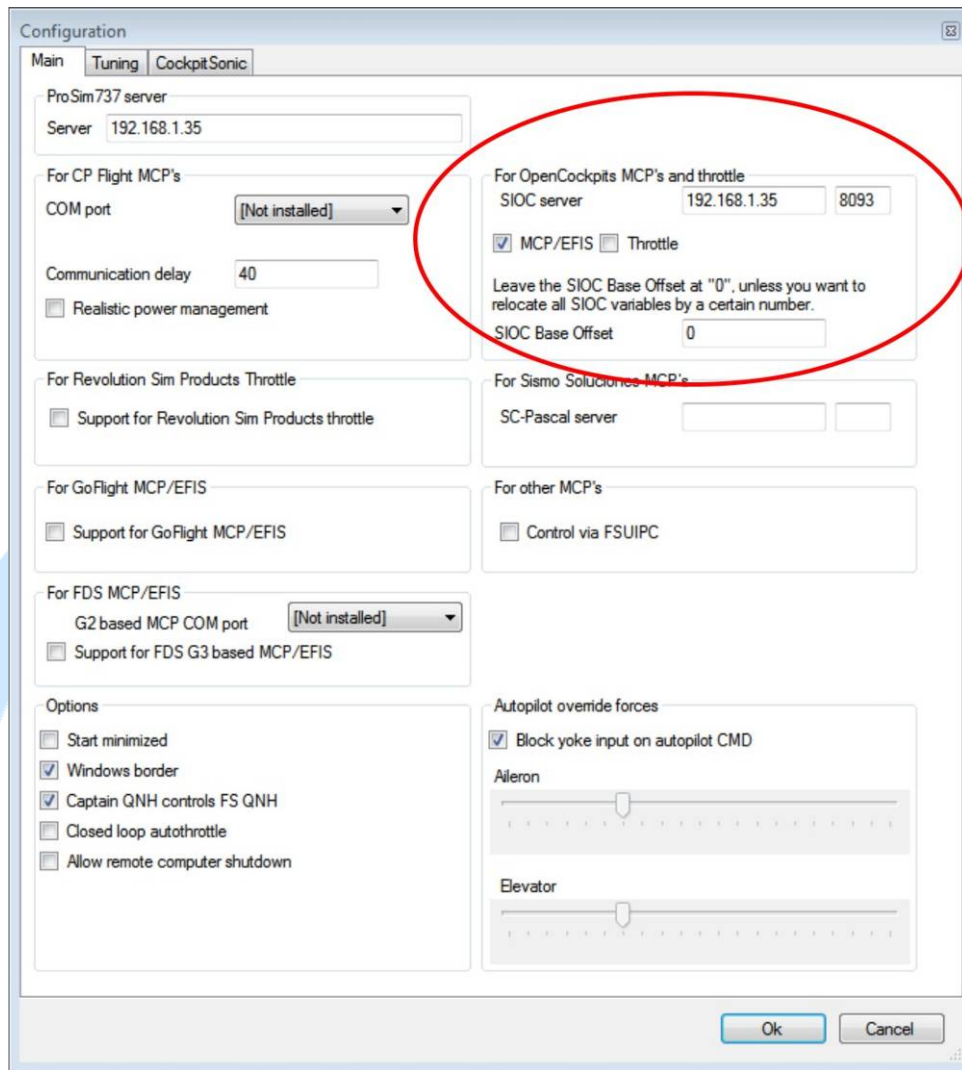 Configuration
Main Tuning CockpitSonic
ProSim737 server
Server 192.168.1.35
For CP Flight MCP's
COM port [Not installed]
Communication delay 40
Realistic power management
For OpenCockpits MCP's and throttle
SIOC server 192.168.1.35 8093
MCP/EFIS Throttle
Leave the SIOC Base Offset at "0", unless you want to
relocate all SIOC variables by a certain number.
SIOC Base Offset 0
For Revolution Sim Products Throttle
Support for Revolution Sim Products throttle
For Sismo Soluciones MCP's
SC-Pascal server
For GoFlight MCP/EFIS
Support for GoFlight MCP/EFIS
For other MCP's
Control via FSUIPC
For FDS MCP/EFIS
G2 based MCP COM port [Not installed]
Support for FDS G3 based MCP/EFIS
Options
Start minimized
Windows border
Captain QNH controls FS QNH
Closed loop autothrottle
Allow remote computer shutdown
Autopilot override forces
Block yoke input on autopilot CMD
Aileron
Elevator
Ok Cancel